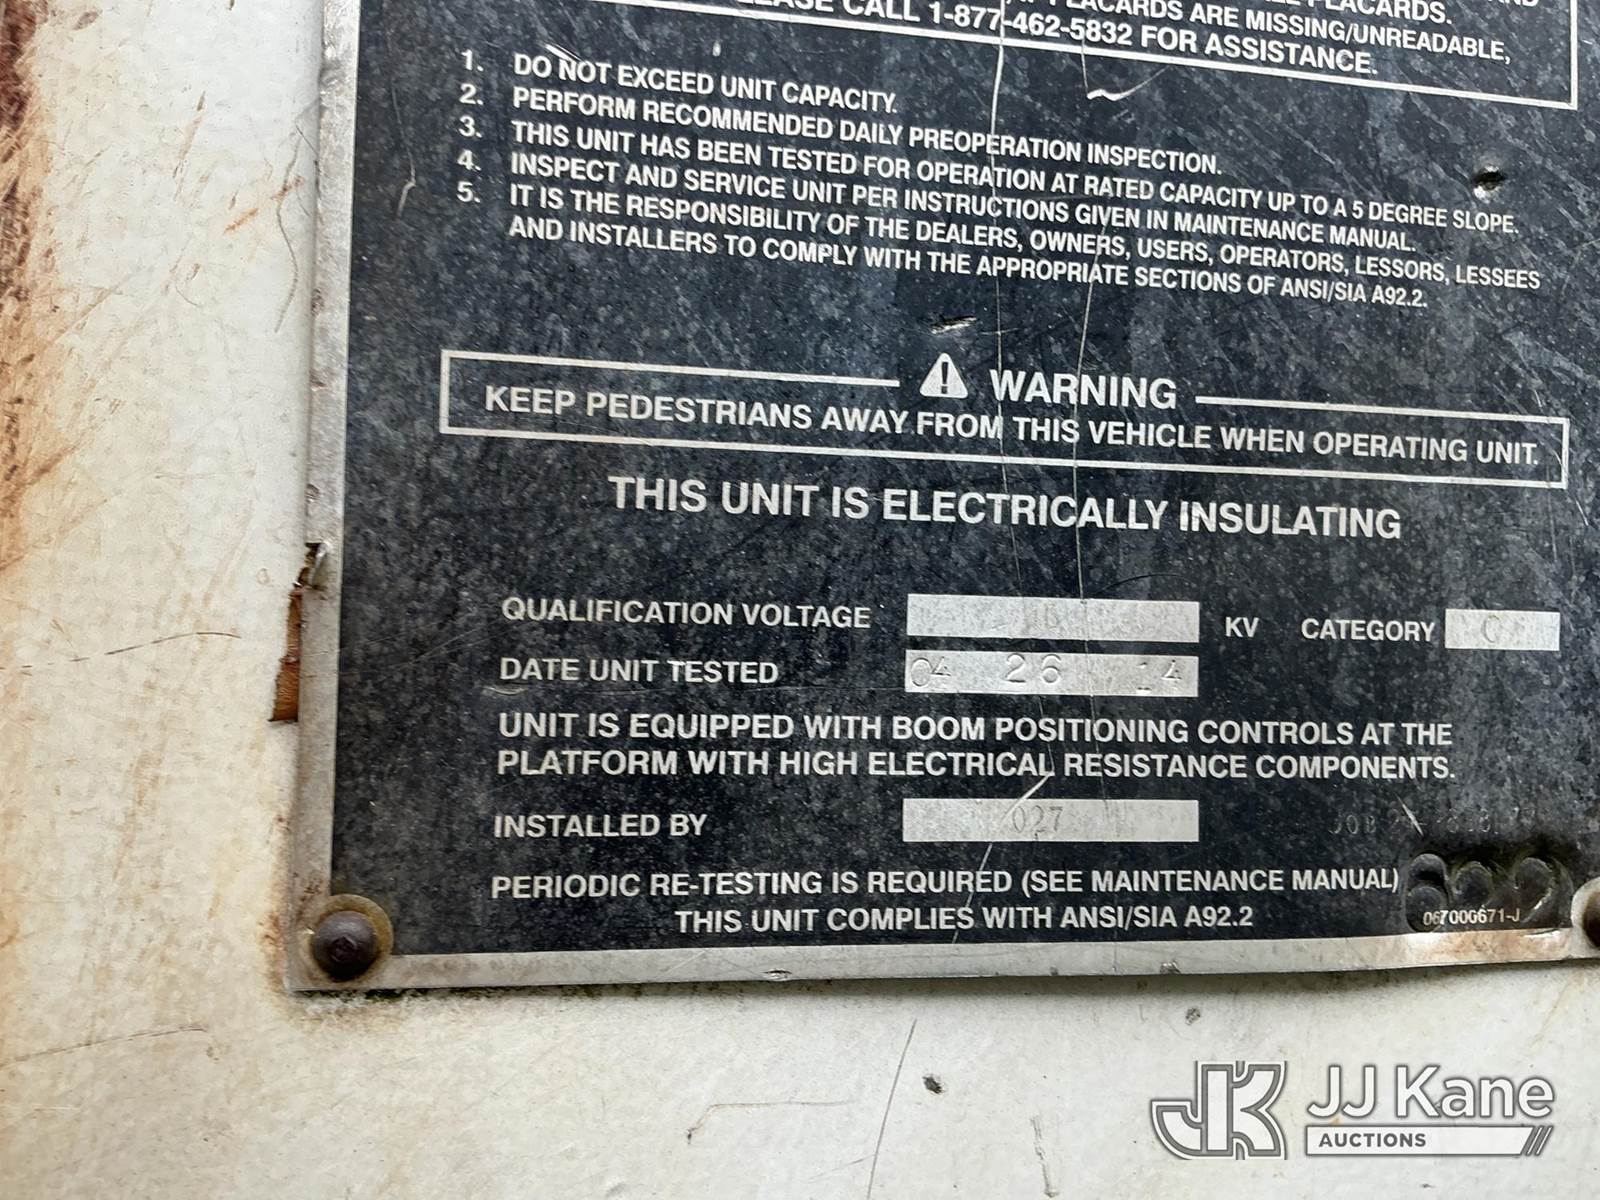 PLACARDS.
PLACARDS ARE MISSING/UNREADABLE,
CALL 1-877-462-5832 FOR ASSISTANCE.
1. DO NOT EXCEED UNIT CAPACITY.
2. PERFORM RECOMMENDED DAILY PREOPERATION INSPECTION.
3. THIS UNIT HAS BEEN TESTED FOR OPERATION AT RATED CAPACITY UP TO A 5 DEGREE SLOPE.
4. INSPECT AND SERVICE UNIT PER INSTRUCTIONS GIVEN IN MAINTENANCE MANUAL.
5. IT IS THE RESPONSIBILITY OF THE DEALERS, OWNERS, USERS, OPERATORS, LESSORS, LESSEES
AND INSTALLERS TO COMPLY WITH THE APPROPRIATE SECTIONS OF ANSI/SIA A92.2.
WARNING
KEEP PEDESTRIANS AWAY FROM THIS VEHICLE WHEN OPERATING UNIT.
THIS UNIT IS ELECTRICALLY INSULATING
QUALIFICATION VOLTAGE KV CATEGORY C
DATE UNIT TESTED 04 26 14
UNIT IS EQUIPPED WITH BOOM POSITIONING CONTROLS AT THE
PLATFORM WITH HIGH ELECTRICAL RESISTANCE COMPONENTS.
INSTALLED BY 027
PERIODIC RE-TESTING IS REQUIRED (SEE MAINTENANCE MANUAL)
THIS UNIT COMPLIES WITH ANSI/SIA A92.2
067000671-J
JK JJ Kane
AUCTIONS